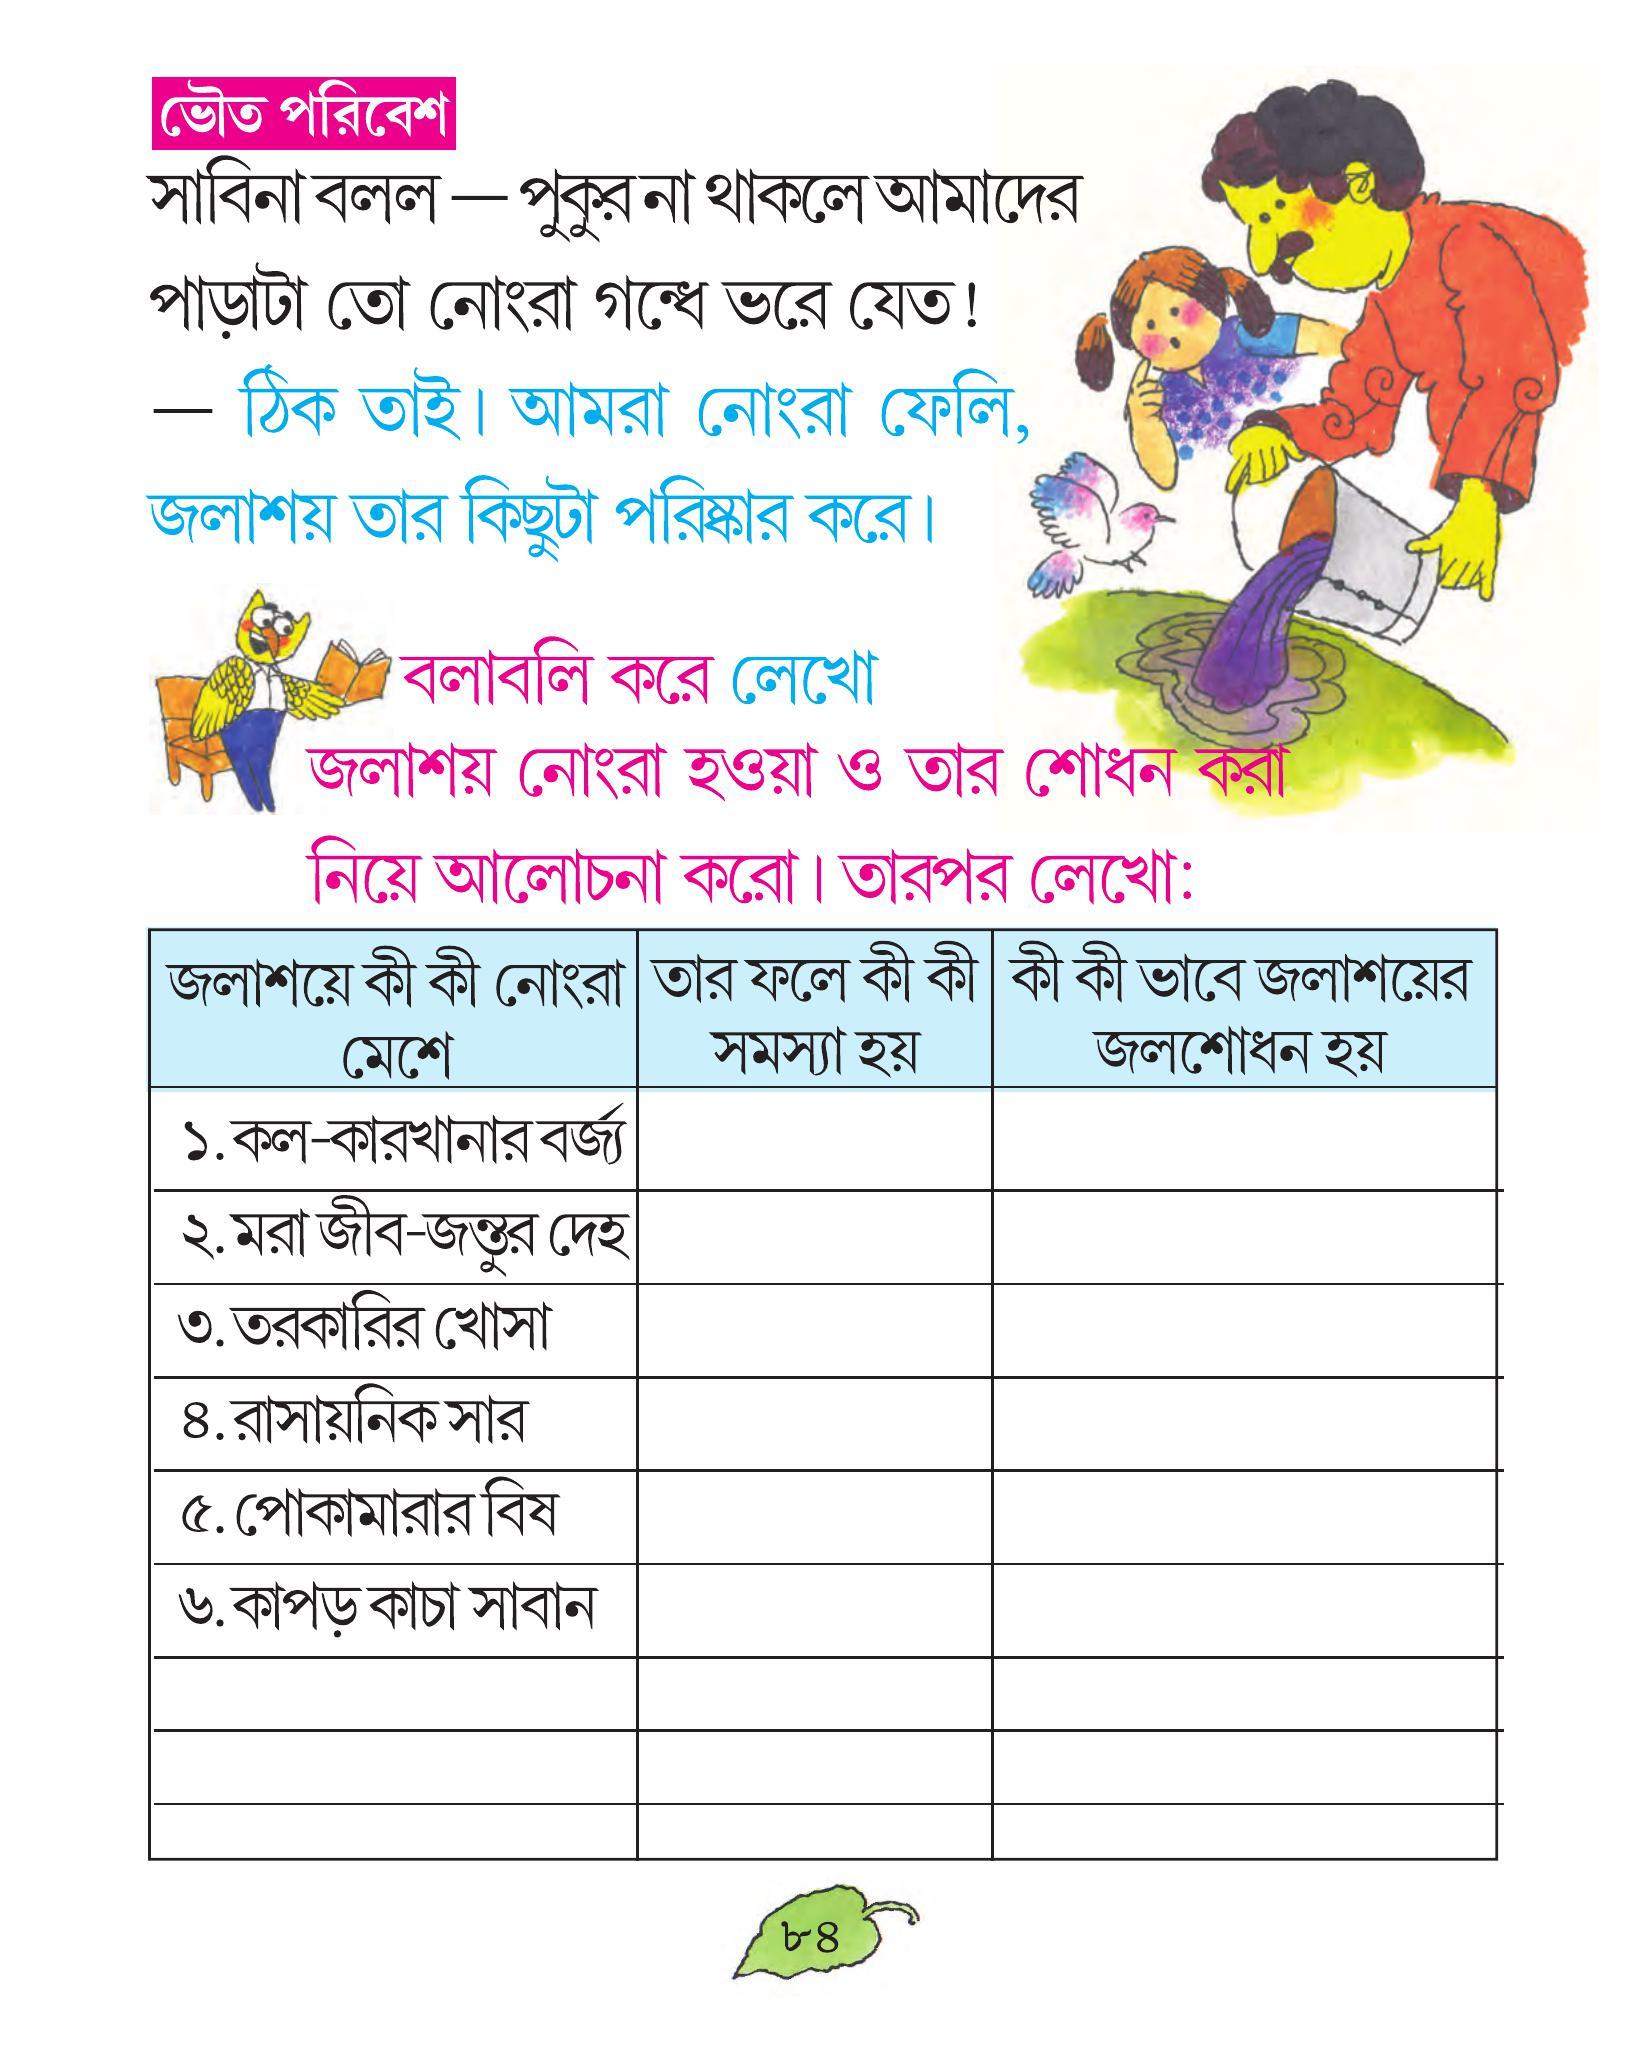 ভৌত পরিবেশ
সাবিনা বলল — পুকুর না থাকলে আমাদের
পাড়াটা তো নোংরা গন্ধে ভরে যেত!
— ঠিক তাই। আমরা নোংরা ফেলি,
জলাশয় তার কিছুটা পরিষ্কার করে।
বলাবলি করে লেখো
জলাশয় নোংরা হওয়া ও তার শোধন করা
নিয়ে আলোচনা করো। তারপর লেখো:
জলাশয়ে কী কী নোংরা
মেশে
তার ফলে কী কী
সমস্যা হয়
কী কী ভাবে জলাশয়ের
জলশোধন হয়
১. কল-কারখানার বর্জ্য
২. মরা জীব-জন্তুর দেহ
৩. তরকারির খোসা
৪. রাসায়নিক সার
৫. পোকামারার বিষ
৬. কাপড় কাচা সাবান
৮৪